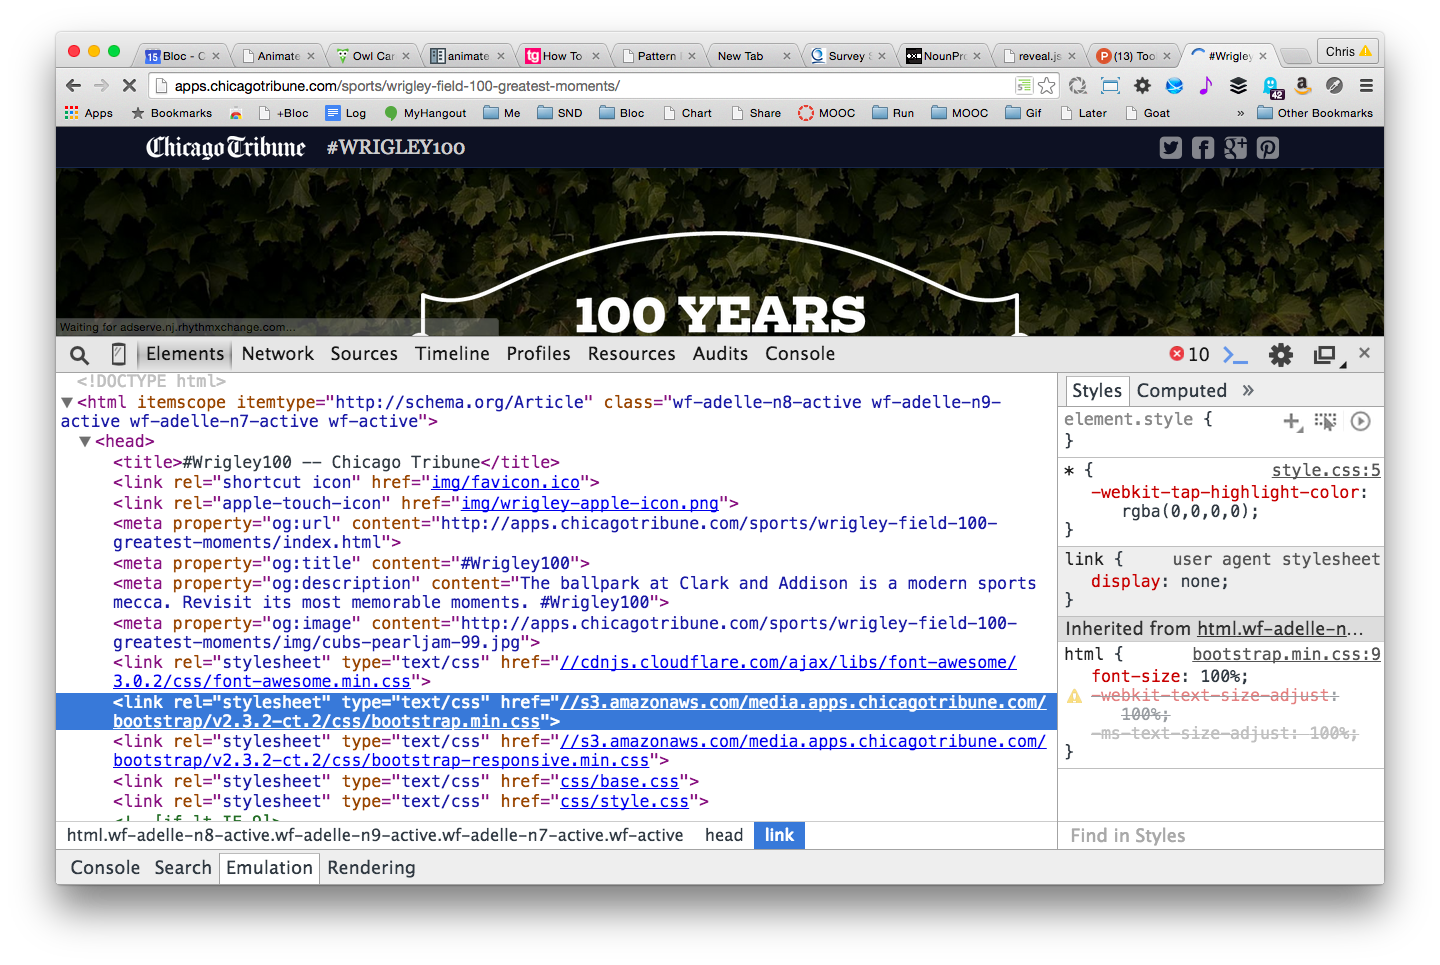 15 Bloc - C
Animate
Owl Car
animate
tg How To
Pattern
New Tab
Survey
NounPro
reveal.js
P (13) Too
#Wrigley
Chris
apps.chicagotribune.com/sports/wrigley-field-100-greatest-moments/
42
Apps
Bookmarks
+Bloc
Log
MyHangout
Me
SND
Bloc
Chart
Share
MOOC
Run
MOOC
Gif
Later
Goat
»
Other Bookmarks
Chicago Tribune #WRIGLEY100
100 YEARS
Waiting for adserve.nj.rhythmxchange.com...
Elements Network Sources Timeline Profiles Resources Audits Console 10
<!DOCTYPE html>
<html itemscope itemtype="http://schema.org/Article" class="wf-adelle-n8-active wf-adelle-n9-
active wf-adelle-n7-active wf-active">
<head>
<title>#Wrigley100 -- Chicago Tribune</title>
<link rel="shortcut icon" href="img/favicon.ico">
<link rel="apple-touch-icon" href="img/wrigley-apple-icon.png">
<meta property="og:url" content="http://apps.chicagotribune.com/sports/wrigley-field-100-
greatest-moments/index.html">
<meta property="og:title" content="#Wrigley100">
<meta property="og:description" content="The ballpark at Clark and Addison is a modern sports
mecca. Revisit its most memorable moments. #Wrigley100">
<meta property="og:image" content="http://apps.chicagotribune.com/sports/wrigley-field-100-
greatest-moments/img/cubs-pearljam-99.jpg">
<link rel="stylesheet" type="text/css" href="//cdnjs.cloudflare.com/ajax/libs/font-awesome/
3.0.2/css/font-awesome.min.css">
<link rel="stylesheet" type="text/css" href="//s3.amazonaws.com/media.apps.chicagotribune.com/
bootstrap/v2.3.2-ct.2/css/bootstrap.min.css">
<link rel="stylesheet" type="text/css" href="//s3.amazonaws.com/media.apps.chicagotribune.com/
bootstrap/v2.3.2-ct.2/css/bootstrap-responsive.min.css">
<link rel="stylesheet" type="text/css" href="css/base.css">
<link rel="stylesheet" type="text/css" href="css/style.css">
<!--[if lt IE 9]>
html.wf-adelle-n8-active.wf-adelle-n9-active.wf-adelle-n7-active.wf-active head link
Styles Computed »
element.style {
}
* { style.css:5
-webkit-tap-highlight-color:
rgba(0,0,0,0);
}
link { user agent stylesheet
display: none;
}
Inherited from html.wf-adelle-n...
html { bootstrap.min.css:9
font-size: 100%;
-webkit-text-size-adjust:
100%;
-ms-text-size-adjust: 100%;
}
Find in Styles
Console Search Emulation Rendering